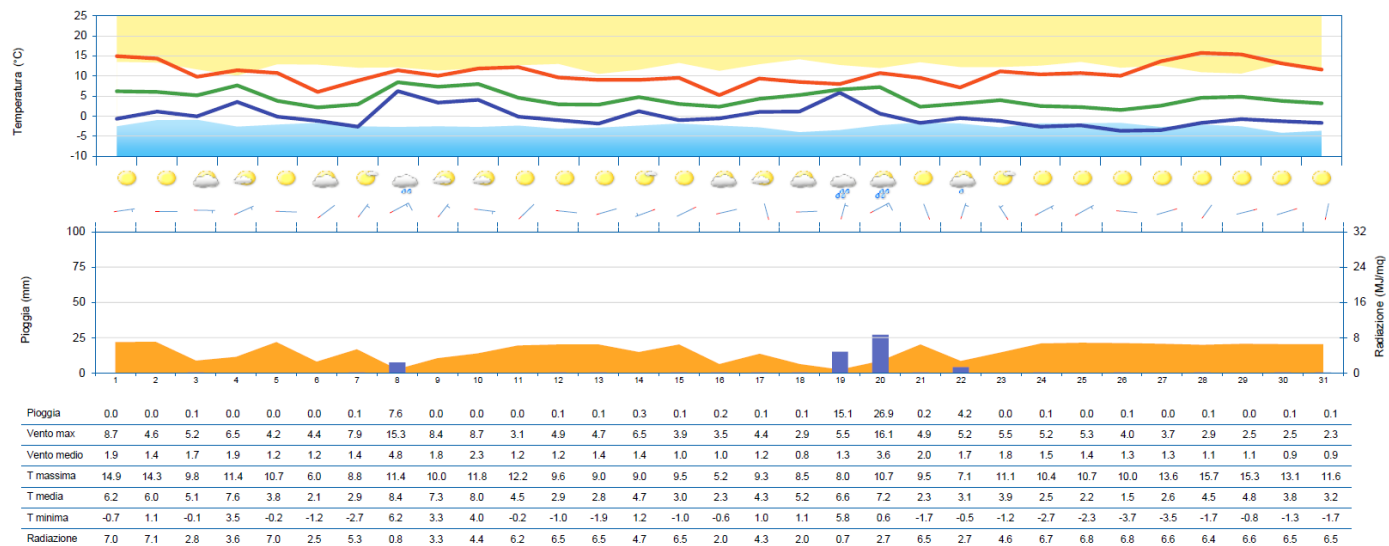 Temperatura (°C)
25
20
15
10
5
0
-5
-10
Pioggia (mm)
100
75
50
25
0
Radiazione (MJ/mq)
32
24
16
8
0
1 2 3 4 5 6 7 8 9 10 11 12 13 14 15 16 17 18 19 20 21 22 23 24 25 26 27 28 29 30 31
Pioggia 0.0 0.0 0.1 0.0 0.0 0.0 0.1 7.6 0.0 0.0 0.0 0.1 0.1 0.3 0.1 0.2 0.1 0.1 15.1 26.9 0.2 4.2 0.0 0.1 0.0 0.1 0.0 0.1 0.0 0.1 0.1
Vento max 8.7 4.6 5.2 6.5 4.2 4.4 7.9 15.3 8.4 8.7 3.1 4.9 4.7 6.5 3.9 3.5 4.4 2.9 5.5 16.1 4.9 5.2 5.5 5.2 5.3 4.0 3.7 2.9 2.5 2.5 2.3
Vento medio 1.9 1.4 1.7 1.9 1.2 1.2 1.4 4.8 1.8 2.3 1.2 1.2 1.4 1.4 1.0 1.0 1.2 0.8 1.3 3.6 2.0 1.7 1.8 1.5 1.4 1.3 1.3 1.1 1.1 0.9 0.9
T massima 14.9 14.3 9.8 11.4 10.7 6.0 8.8 11.4 10.0 11.8 12.2 9.6 9.0 9.0 9.5 5.2 9.3 8.5 8.0 10.7 9.5 7.1 11.1 10.4 10.7 10.0 13.6 15.7 15.3 13.1 11.6
T media 6.2 6.0 5.1 7.6 3.8 2.1 2.9 8.4 7.3 8.0 4.5 2.9 2.8 4.7 3.0 2.3 4.3 5.2 6.6 7.2 2.3 3.1 3.9 2.5 2.2 1.5 2.6 4.5 4.8 3.8 3.2
T minima -0.7 1.1 -0.1 3.5 -0.2 -1.2 -2.7 6.2 3.3 4.0 -0.2 -1.0 -1.9 1.2 -1.0 -0.6 1.0 1.1 5.8 0.6 -1.7 -0.5 -1.2 -2.7 -2.3 -3.7 -3.5 -1.7 -0.8 -1.3 -1.7
Radiazione 7.0 7.1 2.8 3.6 7.0 2.5 5.3 0.8 3.3 4.4 6.2 6.5 6.5 4.7 6.5 2.0 4.3 2.0 0.7 2.7 6.5 2.7 4.6 6.7 6.8 6.8 6.6 6.4 6.6 6.5 6.5